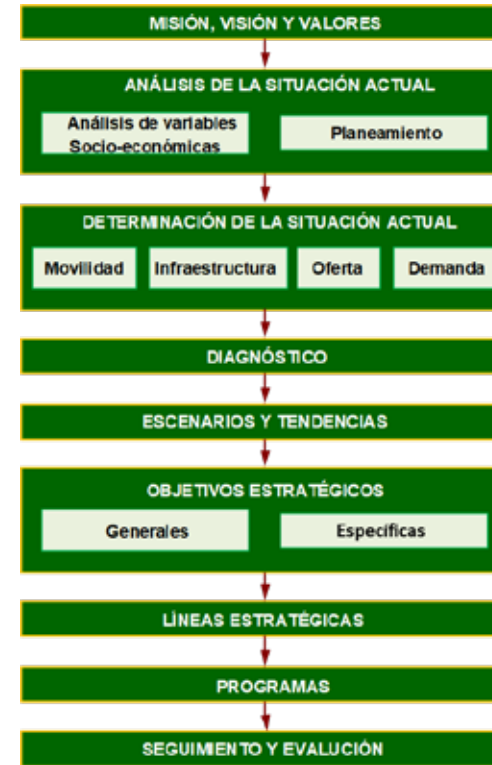 MISIÓN, VISIÓN Y VALORES
ANÁLISIS DE LA SITUACIÓN ACTUAL
Análisis de variables
Socio-económicas
Planeamiento
DETERMINACIÓN DE LA SITUACIÓN ACTUAL
Movilidad
Infraestructura
Oferta
Demanda
DIAGNÓSTICO
ESCENARIOS Y TENDENCIAS
OBJETIVOS ESTRATÉGICOS
Generales
Específicas
LÍNEAS ESTRATÉGICAS
PROGRAMAS
SEGUIMIENTO Y EVALUCIÓN